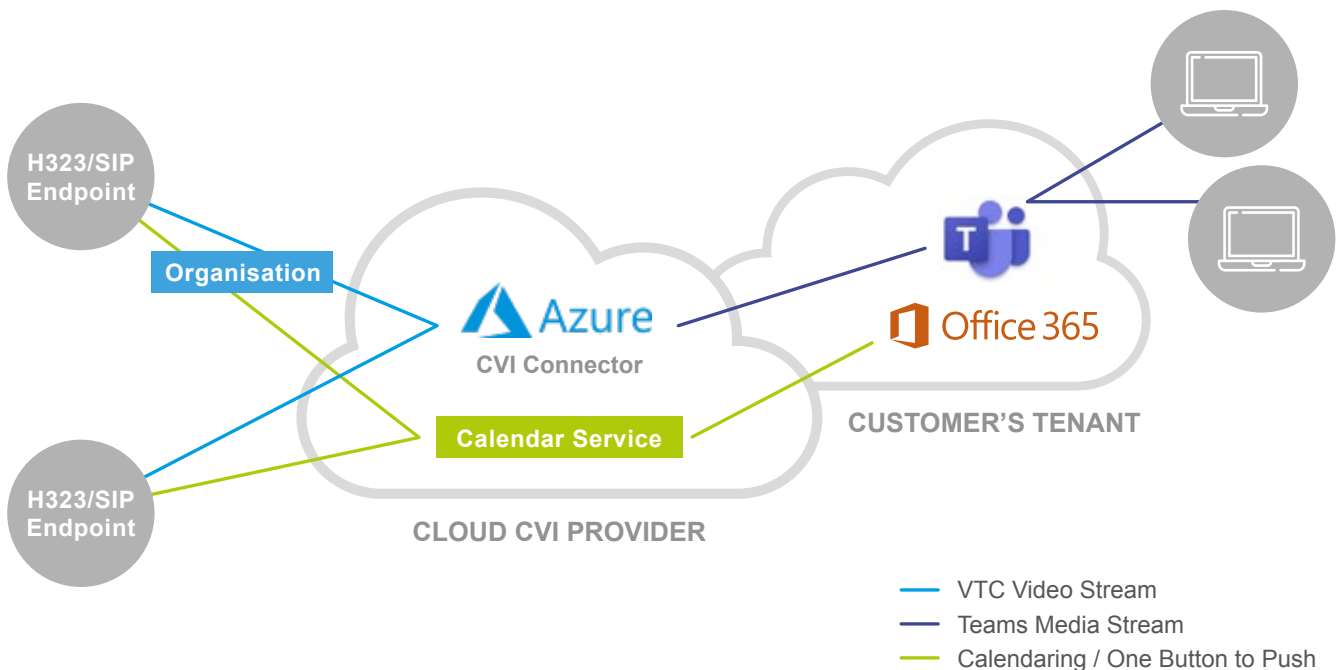 H323/SIP
Endpoint
Organisation
Azure
CVI Connector
Calendar Service
CLOUD CVI PROVIDER
T
Office 365
CUSTOMER'S TENANT
H323/SIP
Endpoint
VTC Video Stream
Teams Media Stream
Calendaring / One Button to Push